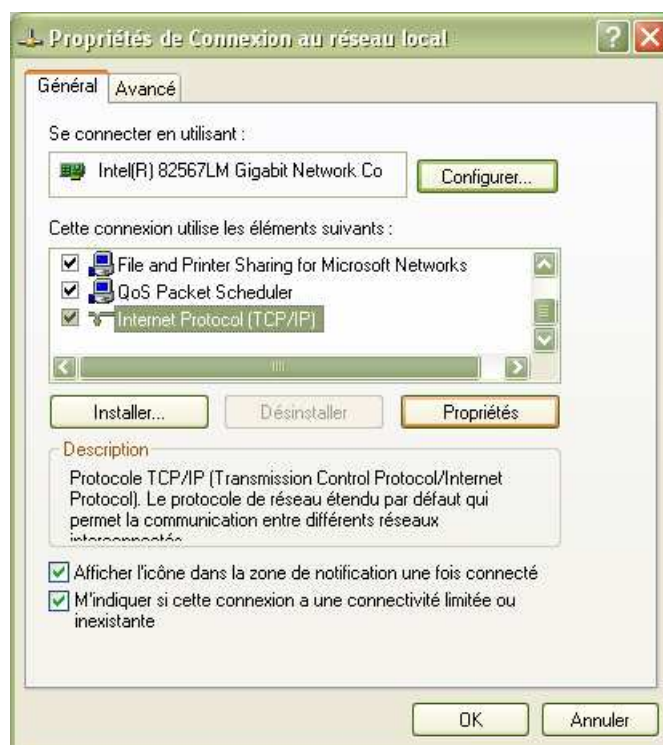 Propriétés de Connexion au réseau local
Général Avancé
Se connecter en utilisant :
Intel(R) 82567LM Gigabit Network Co
Configurer...
Cette connexion utilise les éléments suivants :
File and Printer Sharing for Microsoft Networks
QoS Packet Scheduler
Internet Protocol (TCP/IP)
Installer... Désinstaller Propriétés
Description
Protocole TCP/IP (Transmission Control Protocol/Internet
Protocol). Le protocole de réseau étendu par défaut qui
permet la communication entre différents réseaux
interconnectés.
Afficher l'icône dans la zone de notification une fois connecté
M'indiquer si cette connexion a une connectivité limitée ou
inexistante
OK Annuler